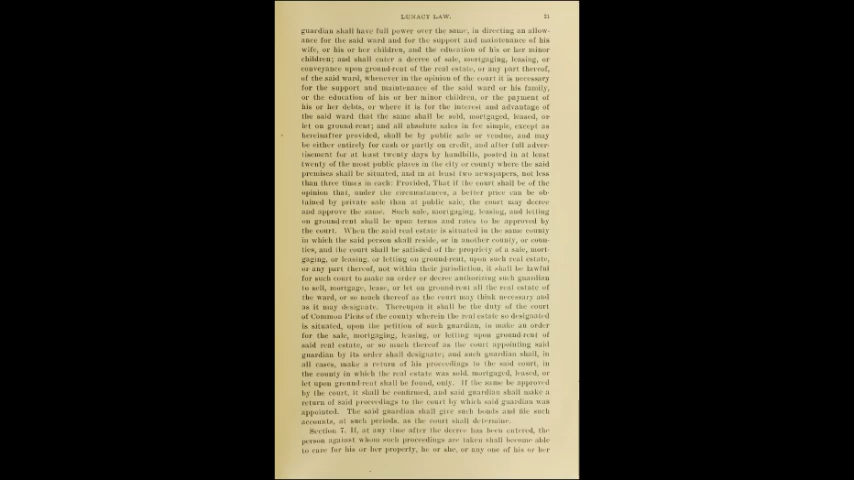 LUNACY LAW. 21
guardian shall have full power over the same, in directing an allow-
ance for the said ward and for the support and maintenance of his
wife, or his or her children, and the education of his or her minor
children; and shall enter a decree of sale, mortgaging, leasing, or
conveyance upon ground-rent of the real estate, or any part thereof,
of the said ward, whenever in the opinion of the court it is necessary
for the support and maintenance of the said ward or his family,
or the education of his or her minor children, or the payment of
his or her debts, or where it is for the interest and advantage of
the said ward that the same shall be sold, mortgaged, leased, or
let on ground-rent; and all absolute sales in fee simple, except as
hereinafter provided, shall be by public sale or vendue, and may
be either entirely for cash or partly on credit, and after full adver-
tisement for at least twenty days by handbills, posted in at least
twenty of the most public places in the city or county where the said
premises shall be situated, and in at least two newspapers, not less
than three times in each: Provided, That if the court shall be of the
opinion that, under the circumstances, a better price can be ob-
tained by private sale than at public sale, the court may decree
and approve the same. Such sale, mortgaging, leasing, and letting
on ground-rent shall be upon terms and rates to be approved by
the court. When the said real estate is situated in the same county
in which the said person shall reside, or in another county, or coun-
ties, and the court shall be satisfied of the propriety of a sale, mort-
gaging, or leasing, or letting on ground-rent, upon such real estate,
or any part thereof, not within their jurisdiction, it shall be lawful
for such court to make an order or decree authorizing such guardian
to sell, mortgage, lease, or let on ground-rent all the real estate of
the ward, or so much thereof as the court may think necessary and
as it may designate. Thereupon it shall be the duty of the court
of Common Pleas of the county wherein the real estate so designated
is situated, upon the petition of such guardian, to make an order
for the sale, mortgaging, leasing, or letting upon ground-rent of
said real estate, or so much thereof as the court appointing said
guardian by its order shall designate; and such guardian shall, in
all cases, make a return of his proceedings to the said court, in
the county in which the real estate was sold, mortgaged, leased, or
let upon ground-rent shall be found, only. If the same be approved
by the court, it shall be confirmed, and said guardian shall make a
return of said proceedings to the court by which said guardian was
appointed. The said guardian shall give such bonds and file such
accounts, at such periods, as the court shall determine.
Section 7. If, at any time after the decree has been entered, the
person against whom such proceedings are taken shall become able
to care for his or her property, he or she, or any one of his or her